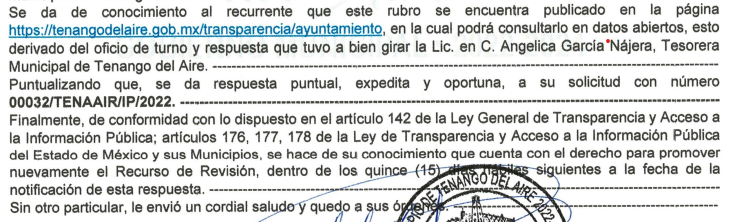 Se da de conocimiento al recurrente que este rubro se encuentra publicado en la página
https://tenangodelaire.gob.mx/transparencia/ayuntamiento, en la cual podrá consultarlo en datos abiertos, esto
derivado del oficio de turno y respuesta que tuvo a bien girar la Lic. en C. Angelica García Nájera, Tesorera
Municipal de Tenango del Aire. ----------
Puntualizando que, se da respuesta puntual, expedita y oportuna, a su solicitud con número
00032/TENAAIR/IP/2022. ----------
Finalmente, de conformidad con lo dispuesto en el artículo 142 de la Ley General de Transparencia y Acceso a
la Información Pública; artículos 176, 177, 178 de la Ley de Transparencia y Acceso a la Información Pública
del Estado de México y sus Municipios, se hace de su conocimiento que cuenta con el derecho para promover
nuevamente el Recurso de Revisión, dentro de los quince (15) días hábiles siguientes a la fecha de la
notificación de esta respuesta. ----------
Sin otro particular, le envió un cordial saludo y quedo a sus órdenes.
DE TENANGO DEL AIRE 2022